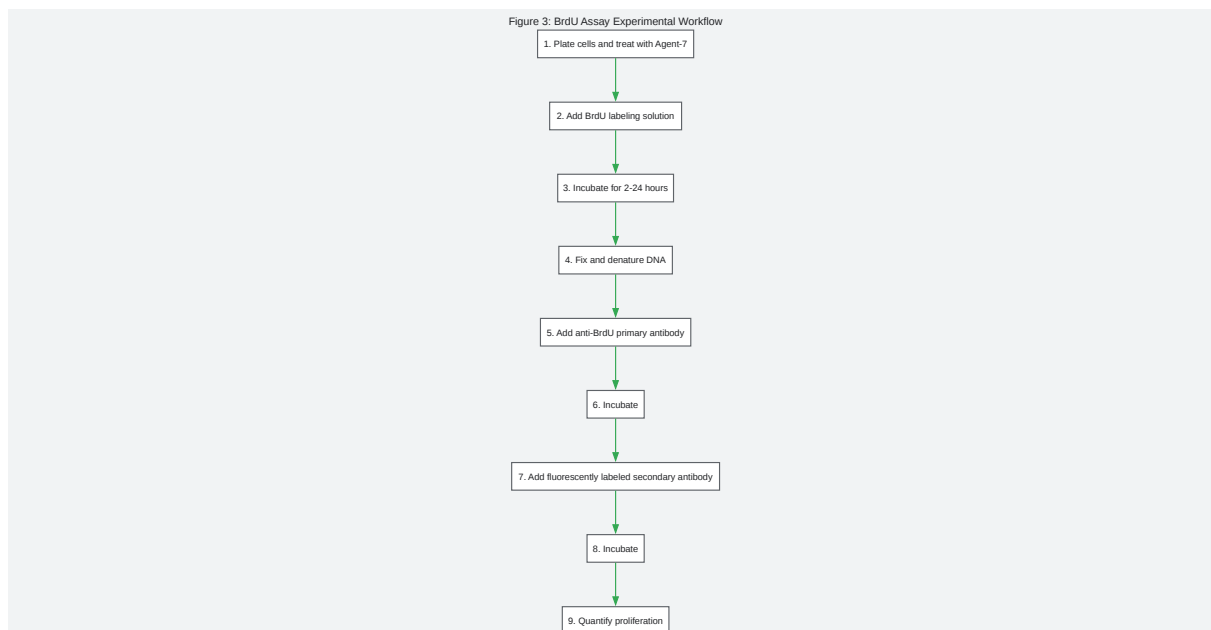 Figure 3: BrdU Assay Experimental Workflow
1. Plate cells and treat with Agent-7
2. Add BrdU labeling solution
3. Incubate for 2-24 hours
4. Fix and denature DNA
5. Add anti-BrdU primary antibody
6. Incubate
7. Add fluorescently labeled secondary antibody
8. Incubate
9. Quantify proliferation